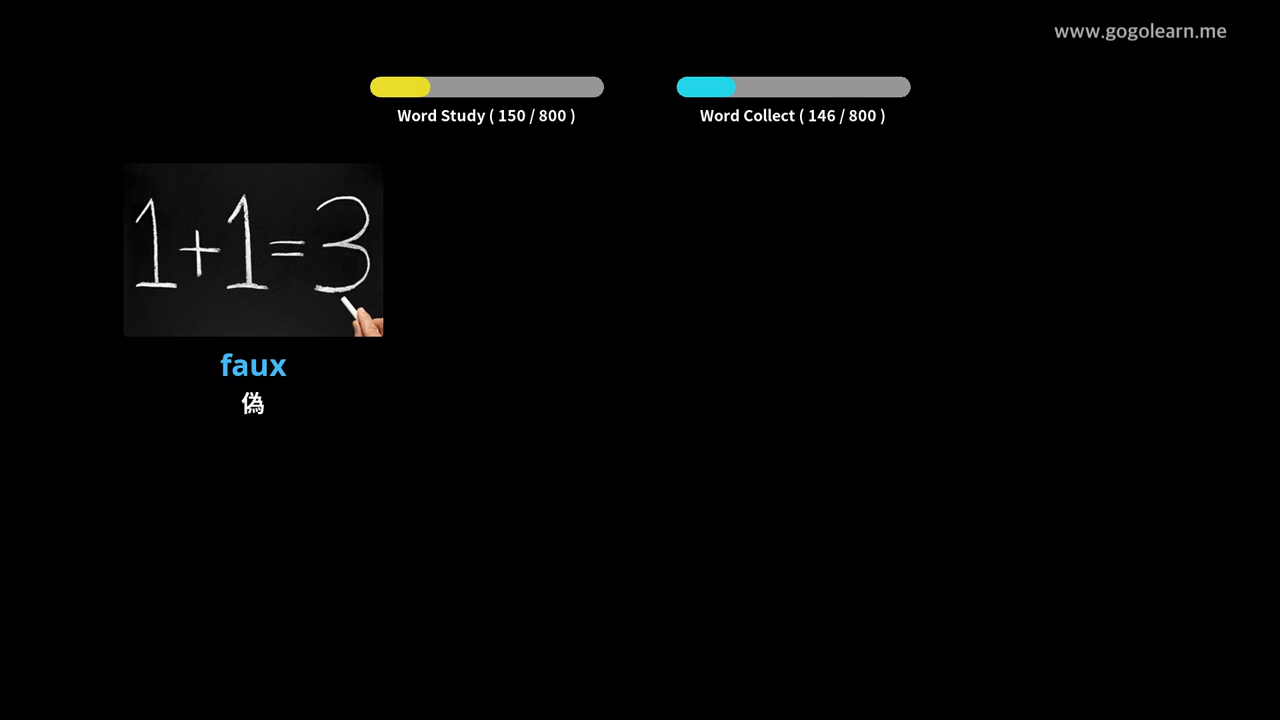 www.gogolearn.me
Word Study ( 150 / 800 )
Word Collect ( 146 / 800 )
1+1=3
faux
偽